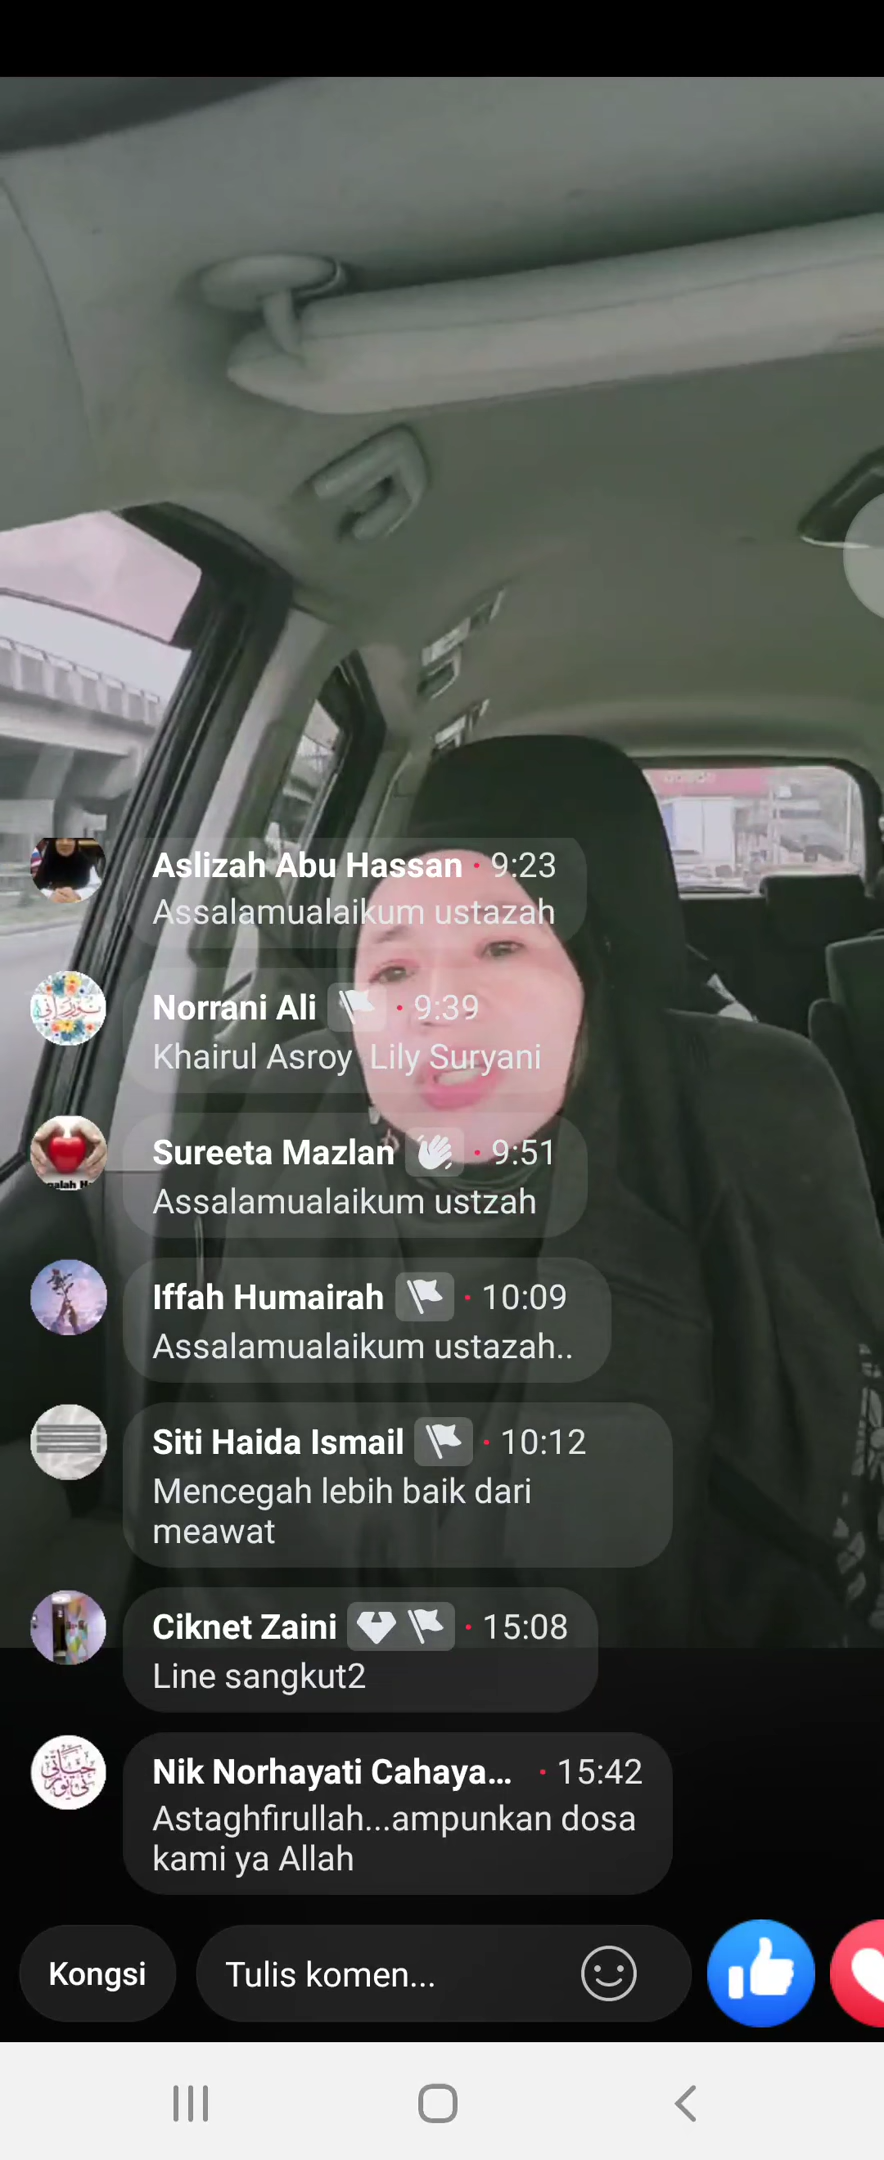 Aslizah Abu Hassan · 9:23
Assalamualaikum ustazah
Norrani Ali · 9:39
Khairul Asroy Lily Suryani
Sureeta Mazlan · 9:51
Assalamualaikum ustzah
Iffah Humairah · 10:09
Assalamualaikum ustazah..
Siti Haida Ismail · 10:12
Mencegah lebih baik dari
meawat
Ciknet Zaini · 15:08
Line sangkut2
Nik Norhayati Cahaya... · 15:42
Astaghfirullah...ampunkan dosa
kami ya Allah
Kongsi
Tulis komen...